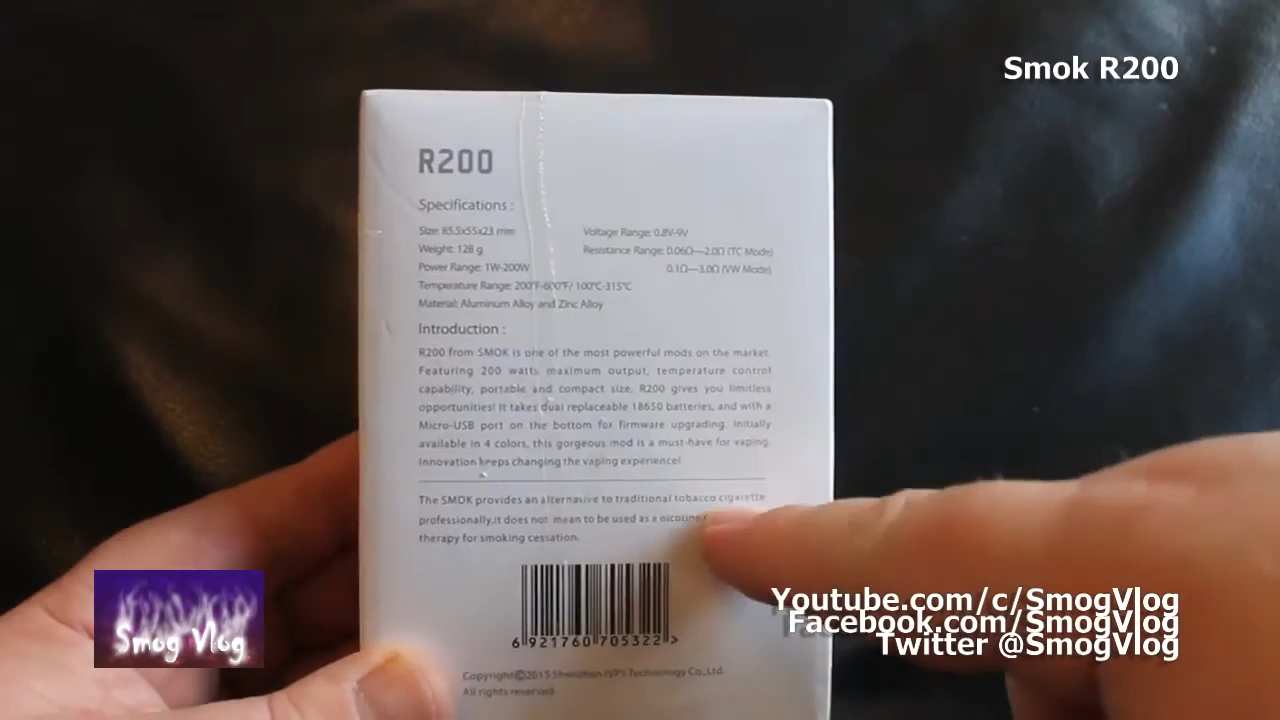 Smok R200
R200
Specifications :
Size: 85.5x55x23 mm
Voltage Range: 0.8V-9V
Weight: 128 g
Resistance Range: 0.06Ω—2.0Ω (TC Mode)
Power Range: 1W-200W
0.1Ω—3.0Ω (VW Mode)
Temperature Range: 200°F-600°F/ 100°C-315°C
Material: Aluminum Alloy and Zinc Alloy
Introduction :
R200 from SMOK is one of the most powerful mods on the market.
Featuring 200 watts maximum output, temperature control
capability, portable and compact size, R200 gives you limitless
opportunities! It takes dual replaceable 18650 batteries, and with a
Micro-USB port on the bottom for firmware upgrading. Initially
available in 4 colors, this gorgeous mod is a must-have for vaping.
Innovation keeps changing the vaping experience!
The SMOK provides an alternative to traditional tobacco cigarette
professionally,it does not mean to be used as a nicotine
therapy for smoking cessation.
6 921760 705322 >
Copyright©2015 Shenzhen IVPS Technology Co.,Ltd.
All rights reserved
Smog Vlog
Youtube.com/c/SmogVlog
Facebook.com/SmogVlog
Twitter @SmogVlog